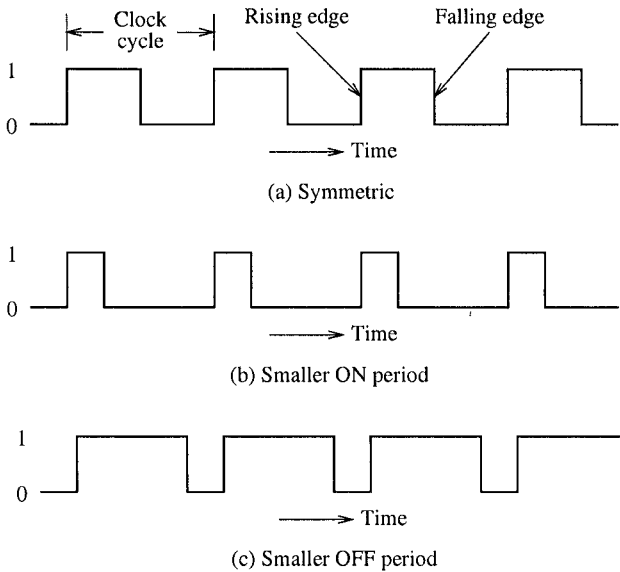 Clock
cycle
Rising edge
Falling edge
1
0
Time
(a) Symmetric
1
0
Time
(b) Smaller ON period
1
0
Time
(c) Smaller OFF period